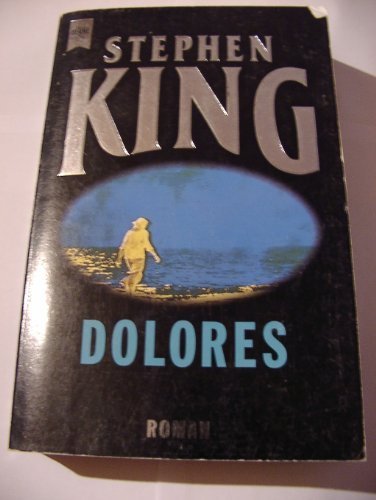 STEPHEN
KING
DOLORES
ROMAN